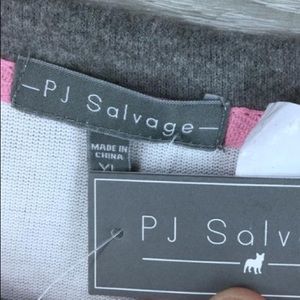 PJ Salvage
MADE IN
CHINA
XL
PJ Salv